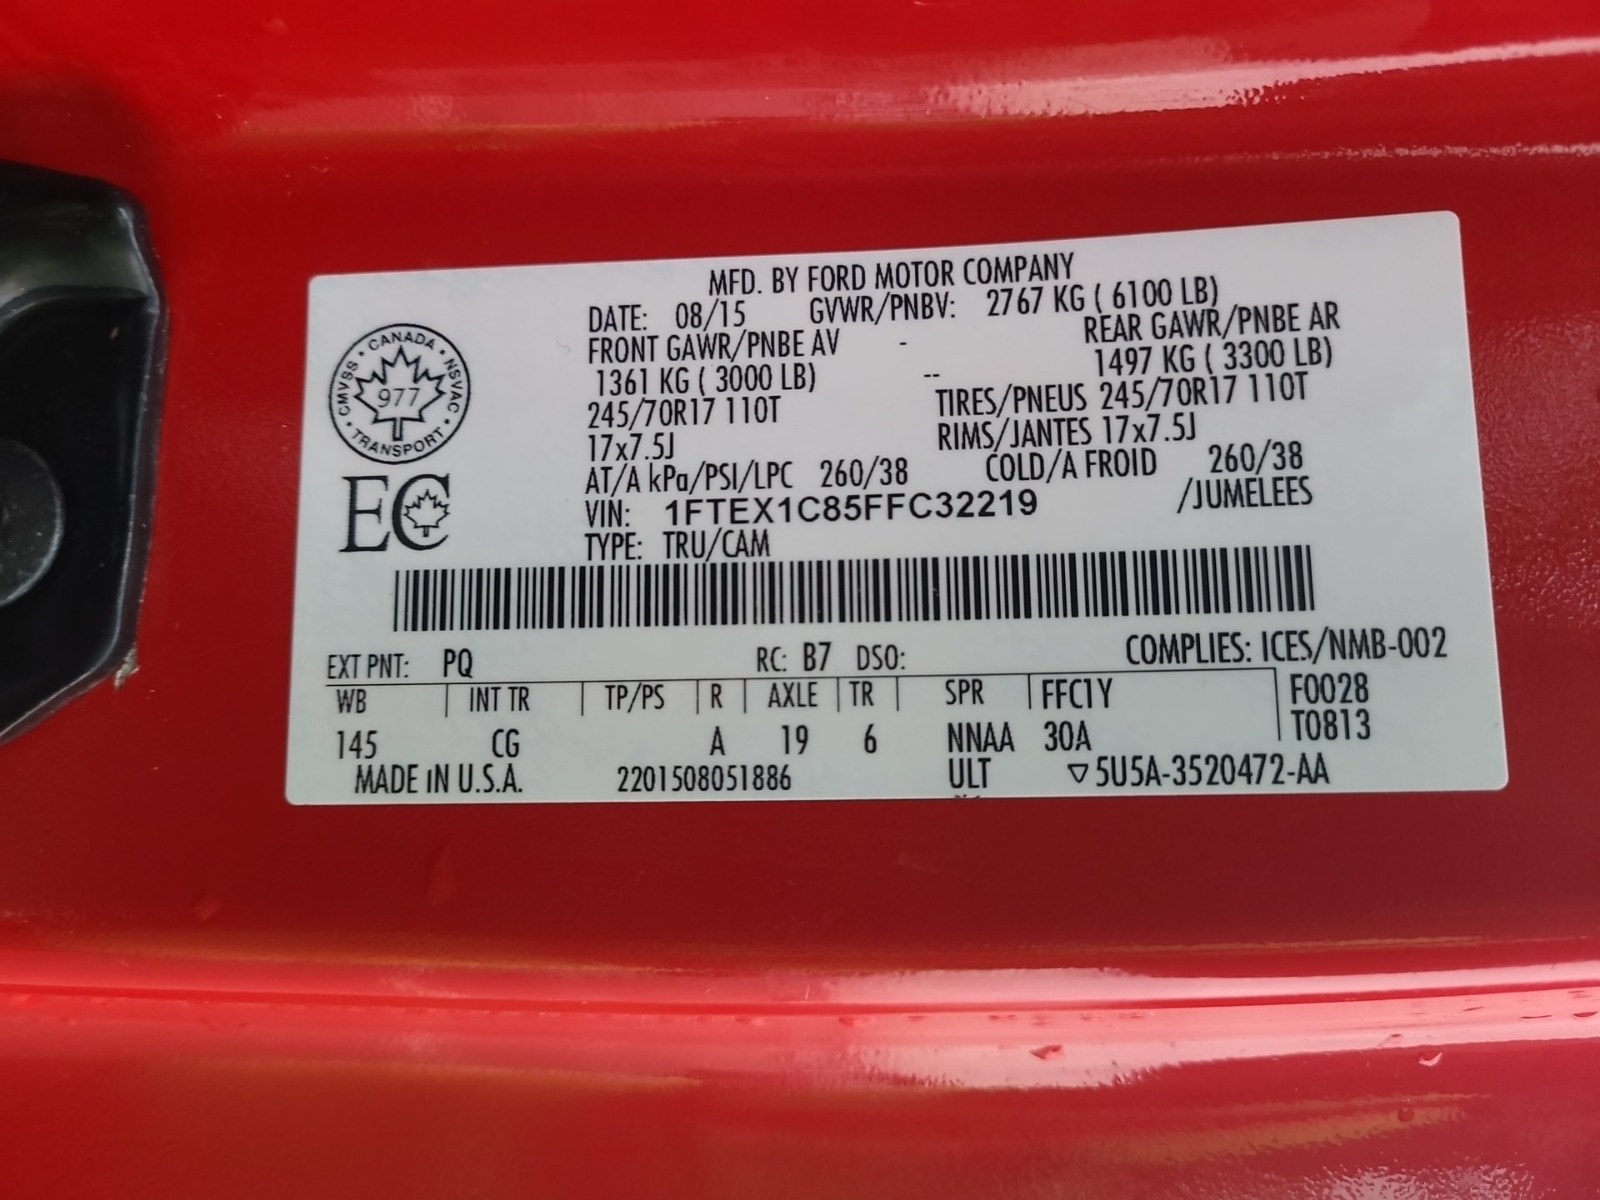 MFD. BY FORD MOTOR COMPANY
DATE: 08/15 GVWR/PNBV: 2767 KG ( 6100 LB)
FRONT GAWR/PNBE AV - REAR GAWR/PNBE AR
1361 KG ( 3000 LB) -- 1497 KG ( 3300 LB)
245/70R17 110T TIRES/PNEUS 245/70R17 110T
17x7.5J RIMS/JANTES 17x7.5J
AT/A kPa/PSI/LPC 260/38 COLD/A FROID 260/38
VIN: 1FTEX1C85FFC32219 /JUMELEES
TYPE: TRU/CAM
CANADA
CMVSS · NSVAC
977
TRANSPORT
EC
EXT PNT: PQ RC: B7 DSO: COMPLIES: ICES/NMB-002
WB INT TR TP/PS R AXLE TR SPR FFC1Y F0028
145 CG A 19 6 NNAA 30A T0813
MADE IN U.S.A. 2201508051886 ULT ▽5U5A-3520472-AA